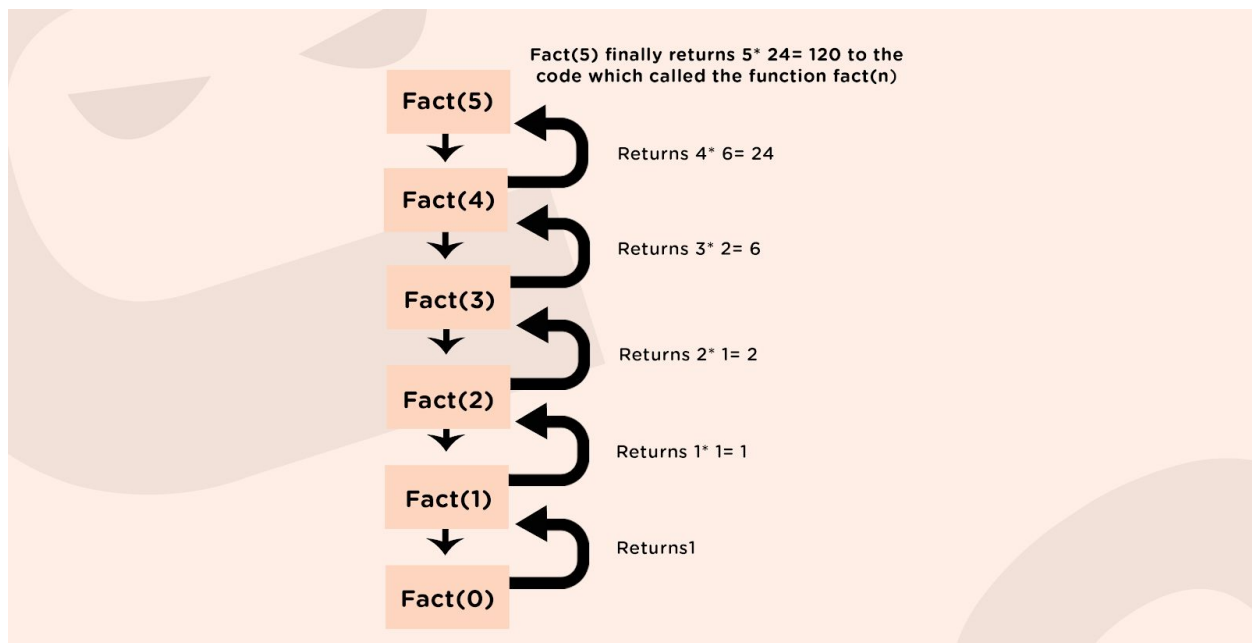 Fact(5) finally returns 5* 24= 120 to the
code which called the function fact(n)
Fact(5)
Returns 4* 6= 24
Fact(4)
Returns 3* 2= 6
Fact(3)
Returns 2* 1= 2
Fact(2)
Returns 1* 1= 1
Fact(1)
Returns1
Fact(0)